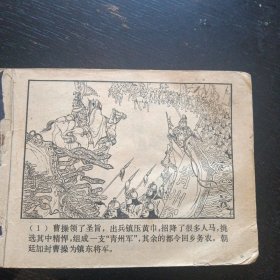 （1）曹操领了圣旨，出兵镇压黄巾，招降了很多人马，挑
选其中精悍，组成一支“青州军”，其余的都令回乡务农。朝
廷加封曹操为镇东将军。